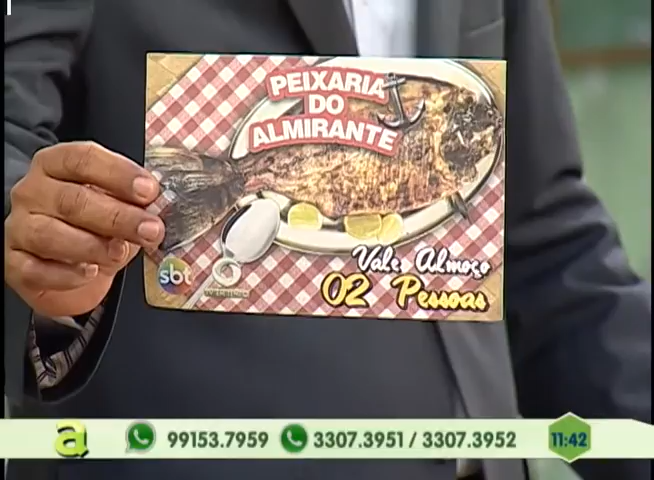 PEIXARIA
DO
ALMIRANTE
Vale Almoço
02 Pessoas
sbt
a 99153.7959 3307.3951 / 3307.3952 11:42